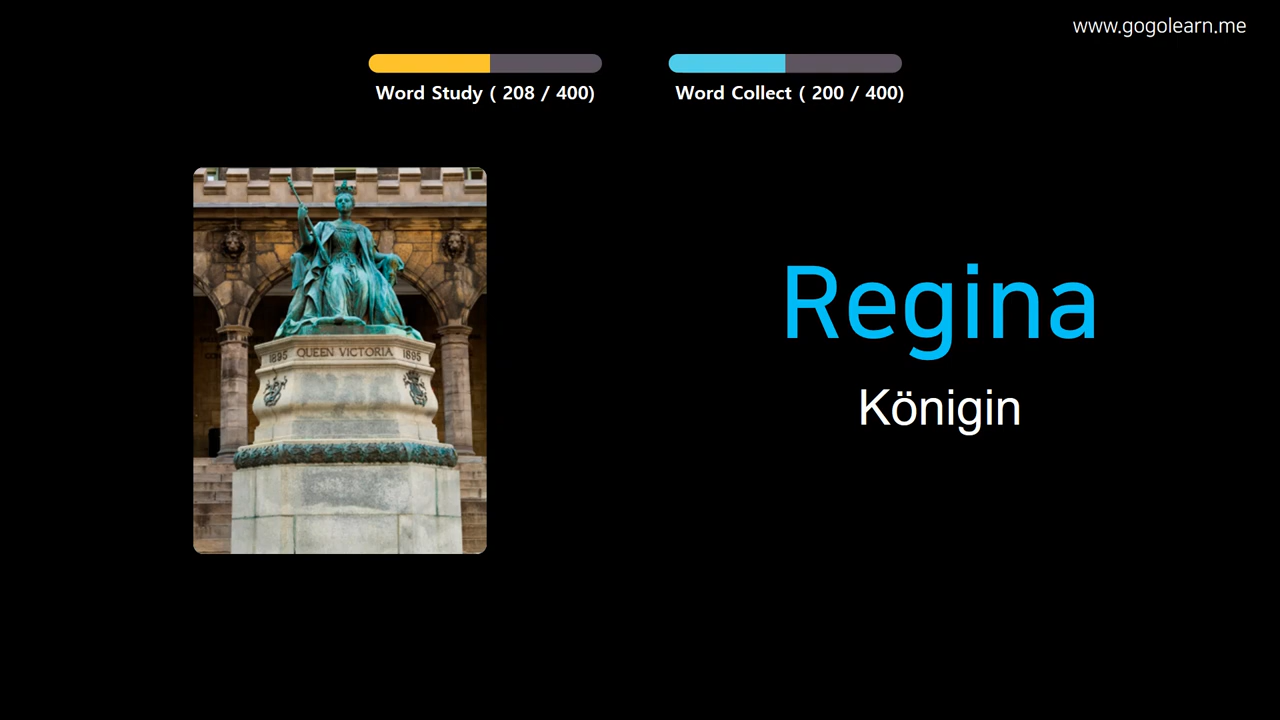 www.gogolearn.me
Word Study ( 208 / 400)
Word Collect ( 200 / 400)
1895 QUEEN VICTORIA 1895
Regina
Königin